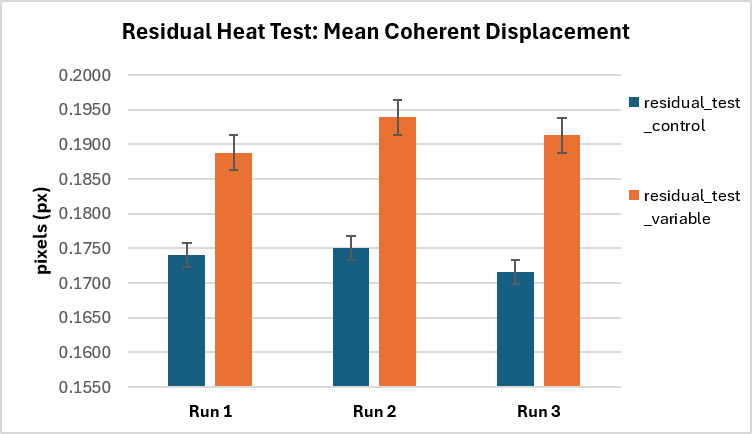 Residual Heat Test: Mean Coherent Displacement
pixels (px)
0.2000
0.1950
0.1900
0.1850
0.1800
0.1750
0.1700
0.1650
0.1600
0.1550
Run 1
Run 2
Run 3
residual_test
_control
residual_test
_variable